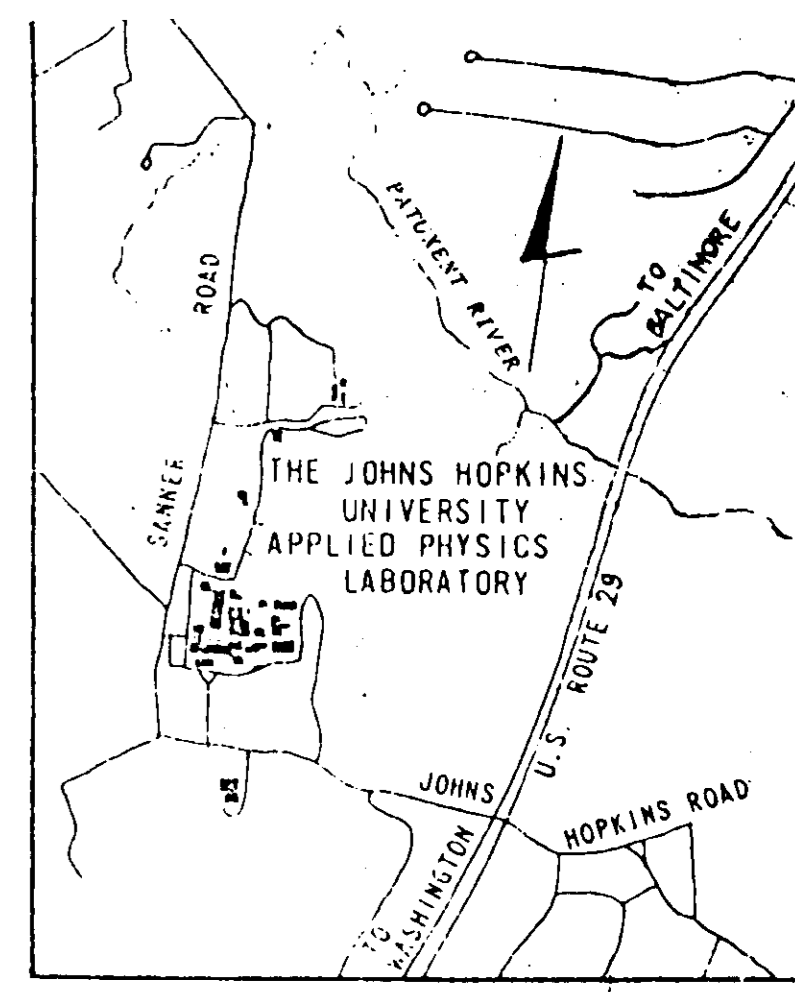 PATUXENT RIVER
TO
BALTIMORE
ROAD
SANNER
THE JOHNS HOPKINS
UNIVERSITY
APPLIED PHYSICS
LABORATORY
U.S. ROUTE 29
JOHNS
HOPKINS ROAD
TO
WASHINGTON